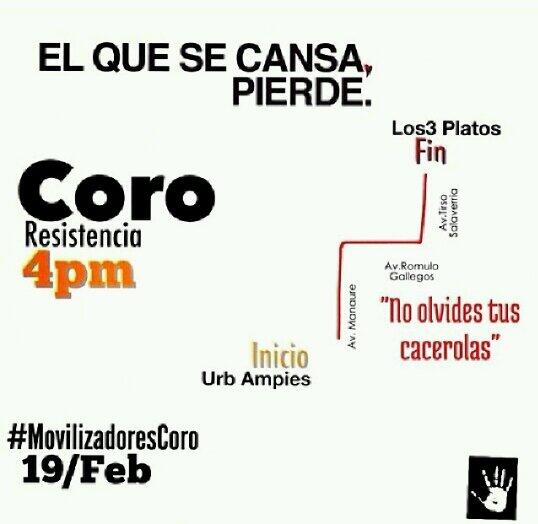 EL QUE SE CANSA,
PIERDE.
Los3 Platos
Fin
Coro
Resistencia
4pm
Av.Tirso
Salaverria
Av.Romulo
Gallegos
Av. Manaure
"No olvides tus
cacerolas"
Inicio
Urb Ampies
#MovilizadoresCoro
19/Feb